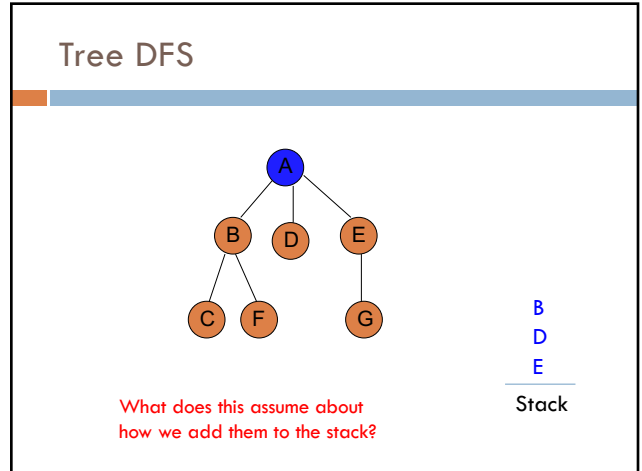 Tree DFS
A
B
D
E
C
F
G
B
D
E
Stack
What does this assume about
how we add them to the stack?